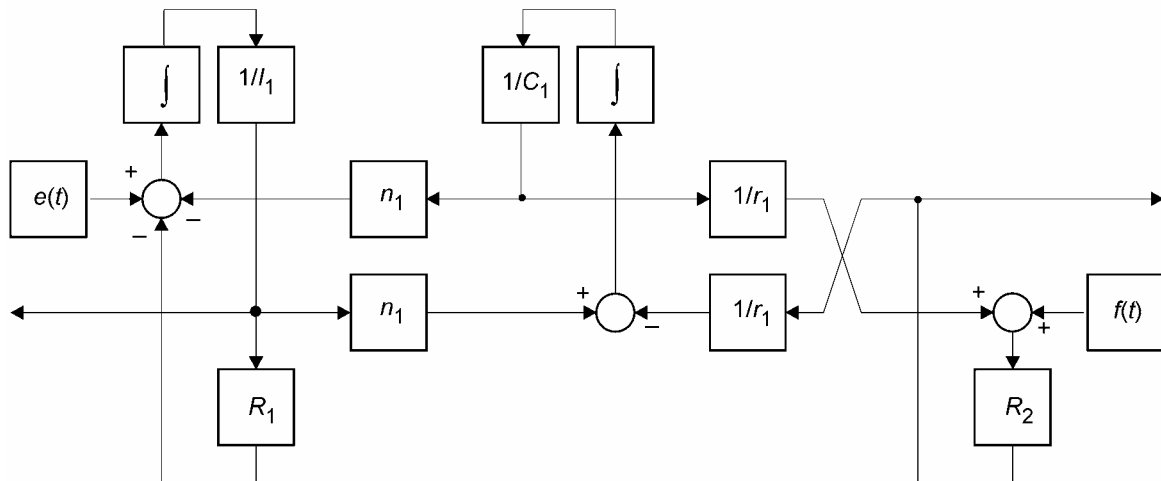 ∫ 1/I₁ 1/C₁ ∫
e(t) + − − n₁ 1/r₁
n₁ + − 1/r₁ + + f(t)
R₁ R₂